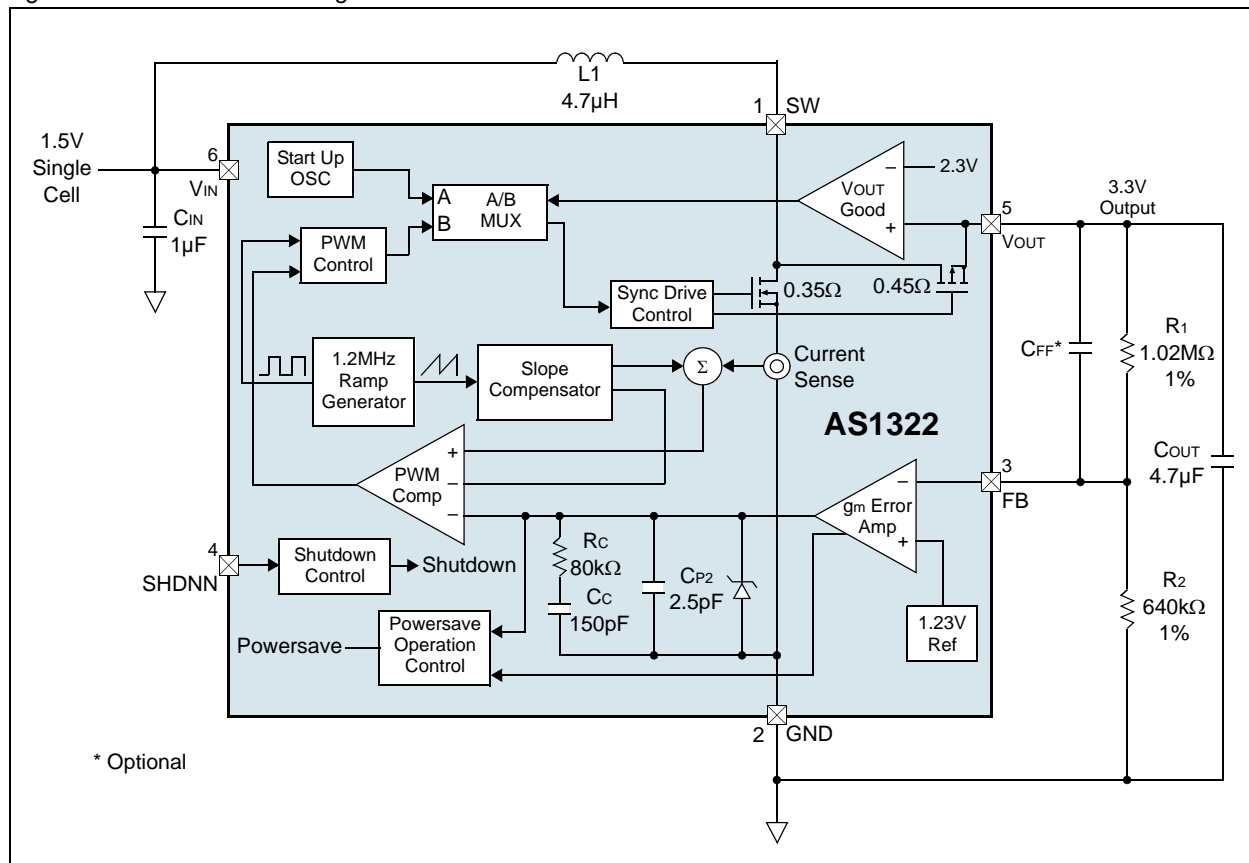 L1
4.7µH
1 SW
1.5V
Single
Cell
6
VIN
CIN
1µF
Start Up
OSC
A
B
A/B
MUX
PWM
Control
VOUT
Good
−
+
2.3V
3.3V
Output
5
VOUT
Sync Drive
Control
0.35Ω
0.45Ω
1.2MHz
Ramp
Generator
Slope
Compensator
Σ
Current
Sense
CFF*
R1
1.02MΩ
1%
AS1322
COUT
4.7µF
PWM
Comp
+
−
−
gm Error
Amp
−
+
3
FB
4
SHDNN
Shutdown
Control
Shutdown
RC
80kΩ
CC
150pF
CP2
2.5pF
1.23V
Ref
R2
640kΩ
1%
Powersave
Powersave
Operation
Control
2 GND
* Optional